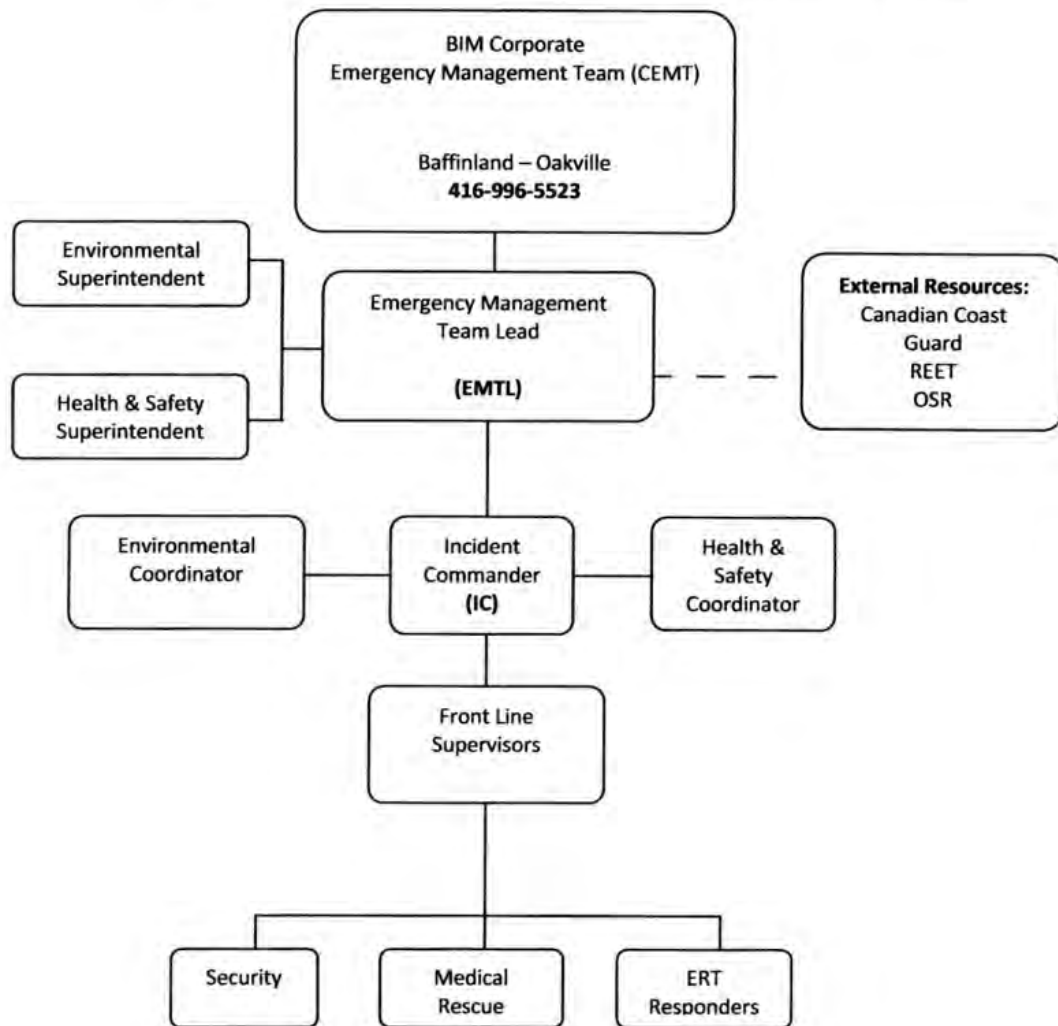 BIM Corporate
Emergency Management Team (CEMT)
Baffinland – Oakville
416-996-5523
Environmental
Superintendent
Emergency Management
Team Lead
(EMTL)
External Resources:
Canadian Coast
Guard
REET
OSR
Health & Safety
Superintendent
Environmental
Coordinator
Incident
Commander
(IC)
Health &
Safety
Coordinator
Front Line
Supervisors
Security
Medical
Rescue
ERT
Responders